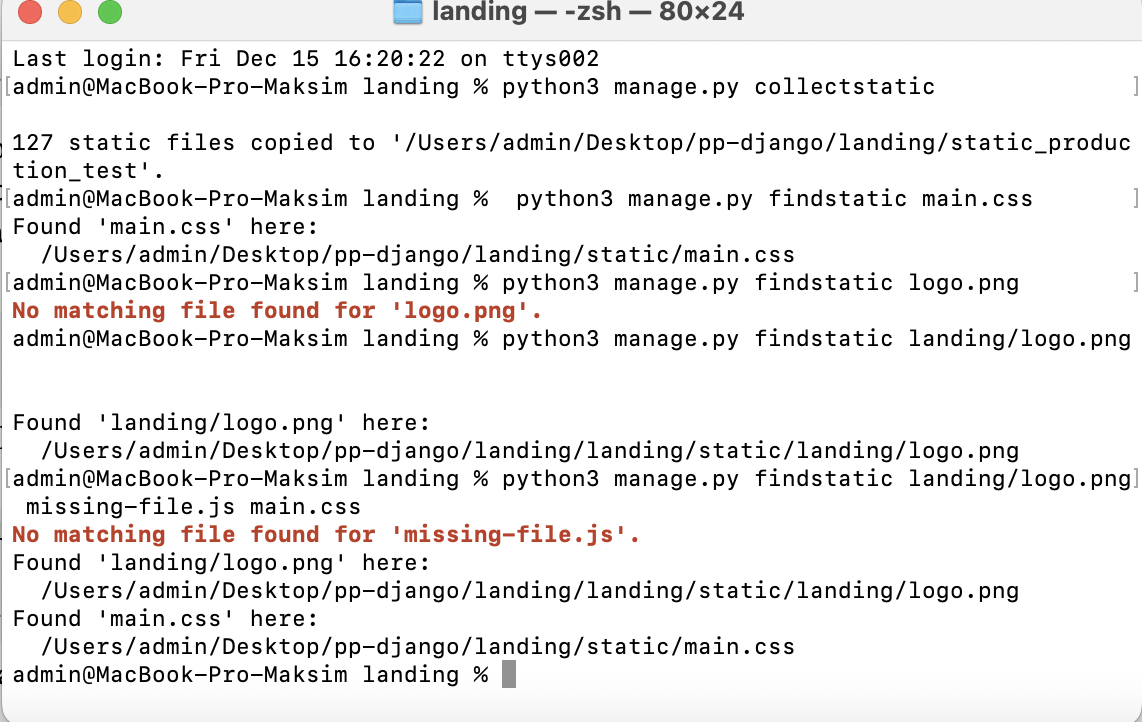 landing — -zsh — 80×24
Last login: Fri Dec 15 16:20:22 on ttys002
[admin@MacBook-Pro-Maksim landing % python3 manage.py collectstatic ]
127 static files copied to '/Users/admin/Desktop/pp-django/landing/static_produc
tion_test'.
[admin@MacBook-Pro-Maksim landing %  python3 manage.py findstatic main.css ]
Found 'main.css' here:
  /Users/admin/Desktop/pp-django/landing/static/main.css
[admin@MacBook-Pro-Maksim landing % python3 manage.py findstatic logo.png ]
No matching file found for 'logo.png'.
admin@MacBook-Pro-Maksim landing % python3 manage.py findstatic landing/logo.png
Found 'landing/logo.png' here:
  /Users/admin/Desktop/pp-django/landing/landing/static/landing/logo.png
[admin@MacBook-Pro-Maksim landing % python3 manage.py findstatic landing/logo.png]
 missing-file.js main.css
No matching file found for 'missing-file.js'.
Found 'landing/logo.png' here:
  /Users/admin/Desktop/pp-django/landing/landing/static/landing/logo.png
Found 'main.css' here:
  /Users/admin/Desktop/pp-django/landing/static/main.css
admin@MacBook-Pro-Maksim landing %